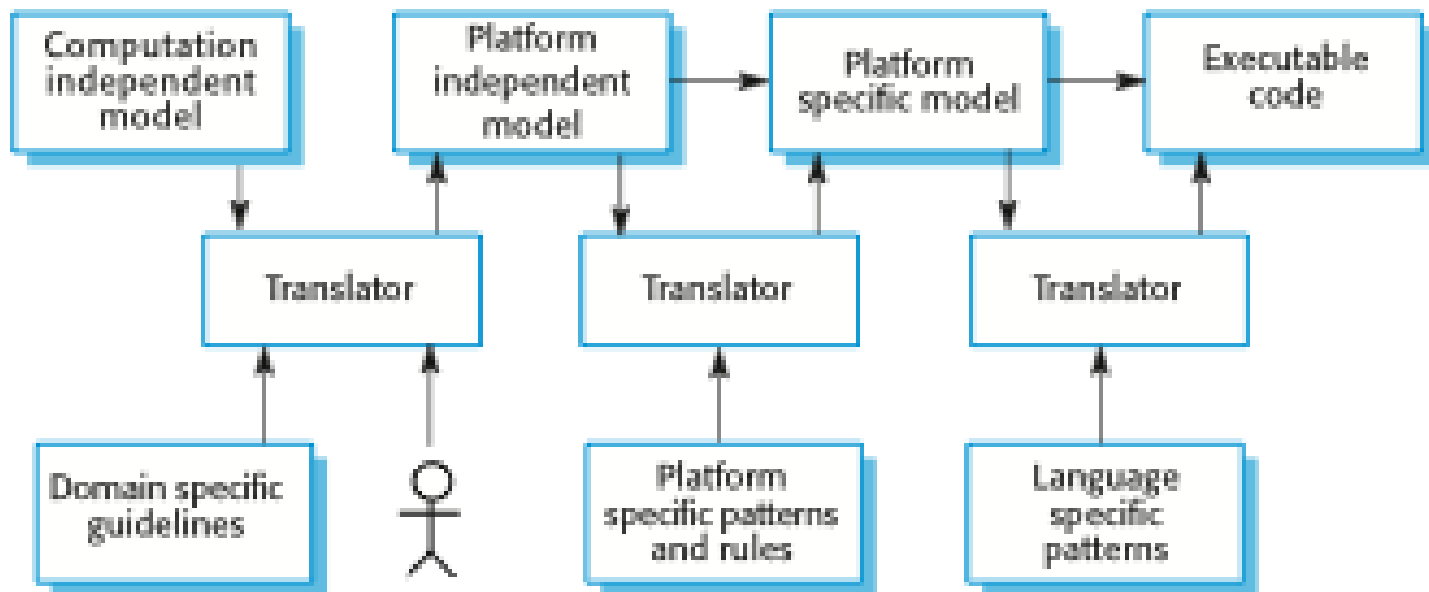 Computation
independent
model
Platform
independent
model
Platform
specific model
Executable
code
Translator
Translator
Translator
Domain specific
guidelines
Platform
specific patterns
and rules
Language
specific
patterns